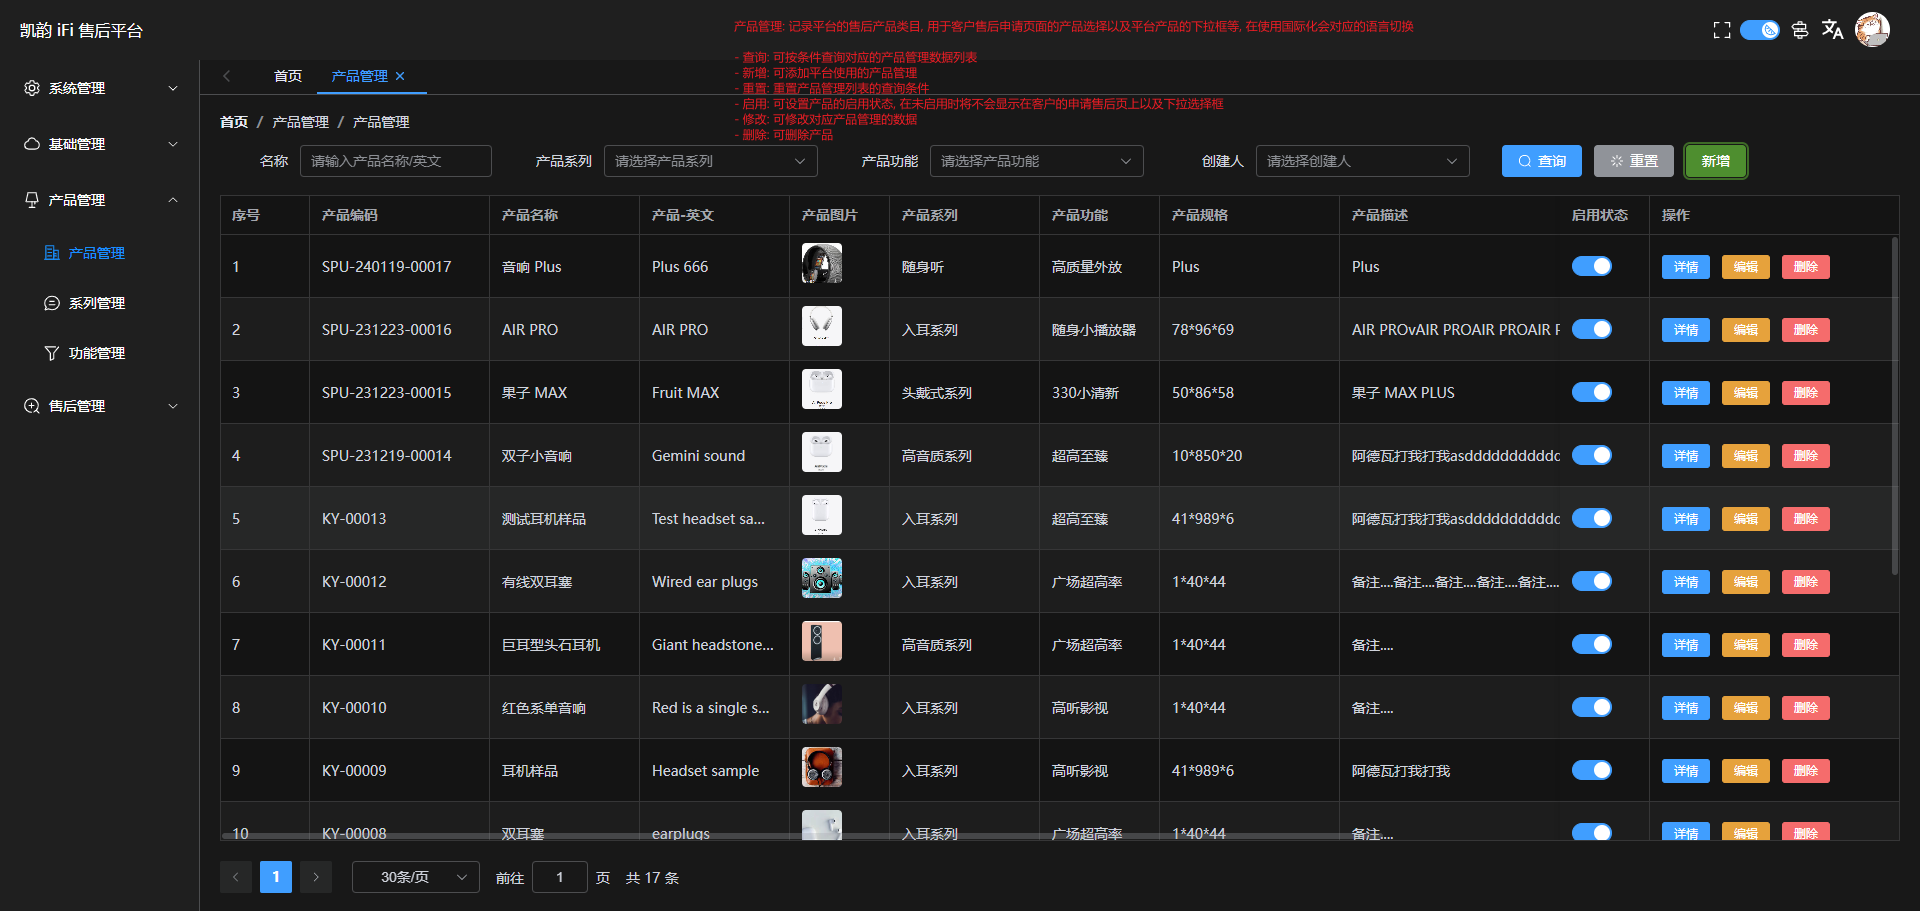 凯韵 iFi 售后平台
产品管理: 记录平台的售后产品类目, 用于客户售后申请页面的产品选择以及平台产品的下拉框等, 在使用国际化会对应的语言切换
- 查询: 可按条件查询对应的产品管理数据列表
- 新增: 可添加平台使用的产品管理
- 重置: 重置产品管理列表的查询条件
- 启用: 可设置产品的启用状态, 在未启用时将不会显示在客户的申请售后页上以及下拉选择框
- 修改: 可修改对应产品管理的数据
- 删除: 可删除产品
系统管理
基础管理
产品管理
产品管理
系列管理
功能管理
售后管理
首页 产品管理
首页 / 产品管理 / 产品管理
名称 请输入产品名称/英文 产品系列 请选择产品系列 产品功能 请选择产品功能 创建人 请选择创建人 查询 重置 新增
序号 产品编码 产品名称 产品-英文 产品图片 产品系列 产品功能 产品规格 产品描述 启用状态 操作
1 SPU-240119-00017 音响 Plus Plus 666 随身听 高质量外放 Plus Plus 详情 编辑 删除
2 SPU-231223-00016 AIR PRO AIR PRO 入耳系列 随身小播放器 78*96*69 AIR PROvAIR PROAIR PROAIR 详情 编辑 删除
3 SPU-231223-00015 果子 MAX Fruit MAX 头戴式系列 330小清新 50*86*58 果子 MAX PLUS 详情 编辑 删除
4 SPU-231219-00014 双子小音响 Gemini sound 高音质系列 超高至臻 10*850*20 阿德瓦打我打我asddddddddddd 详情 编辑 删除
5 KY-00013 测试耳机样品 Test headset sa... 入耳系列 超高至臻 41*989*6 阿德瓦打我打我asddddddddddd 详情 编辑 删除
6 KY-00012 有线双耳塞 Wired ear plugs 入耳系列 广场超高率 1*40*44 备注....备注....备注....备注....备注.... 详情 编辑 删除
7 KY-00011 巨耳型头石耳机 Giant headstone... 高音质系列 广场超高率 1*40*44 备注.... 详情 编辑 删除
8 KY-00010 红色系单音响 Red is a single s... 入耳系列 高听影视 1*40*44 备注.... 详情 编辑 删除
9 KY-00009 耳机样品 Headset sample 入耳系列 高听影视 41*989*6 阿德瓦打我打我 详情 编辑 删除
10 KY-00008 双耳塞 earplugs 入耳系列 广场超高率 1*40*44 备注.... 详情 编辑 删除
1 30条/页 前往 1 页 共 17 条